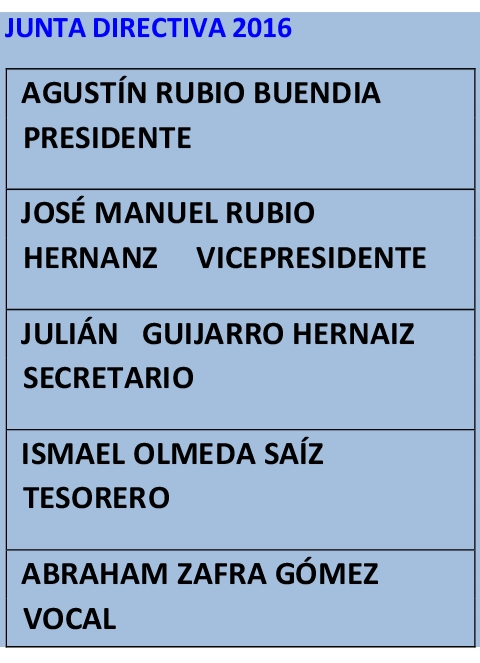 JUNTA DIRECTIVA 2016
AGUSTÍN RUBIO BUENDIA
PRESIDENTE
JOSÉ MANUEL RUBIO
HERNANZ VICEPRESIDENTE
JULIÁN GUIJARRO HERNAIZ
SECRETARIO
ISMAEL OLMEDA SAÍZ
TESORERO
ABRAHAM ZAFRA GÓMEZ
VOCAL